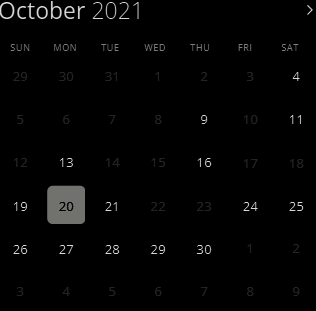 October 2021
SUN MON TUE WED THU FRI SAT
29 30 31 1 2 3 4
5 6 7 8 9 10 11
12 13 14 15 16 17 18
19 20 21 22 23 24 25
26 27 28 29 30 1 2
3 4 5 6 7 8 9